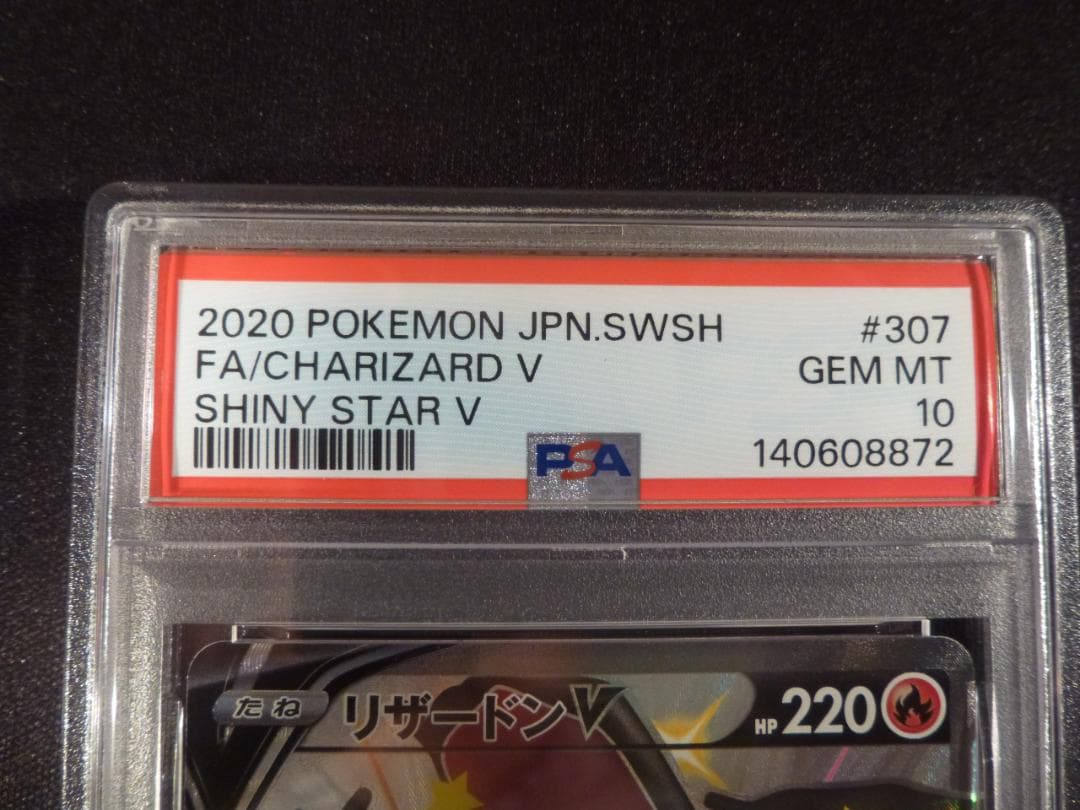 2020 POKEMON JPN.SWSH #307
FA/CHARIZARD V GEM MT
SHINY STAR V 10
PSA 140608872
たね リザードンV HP 220